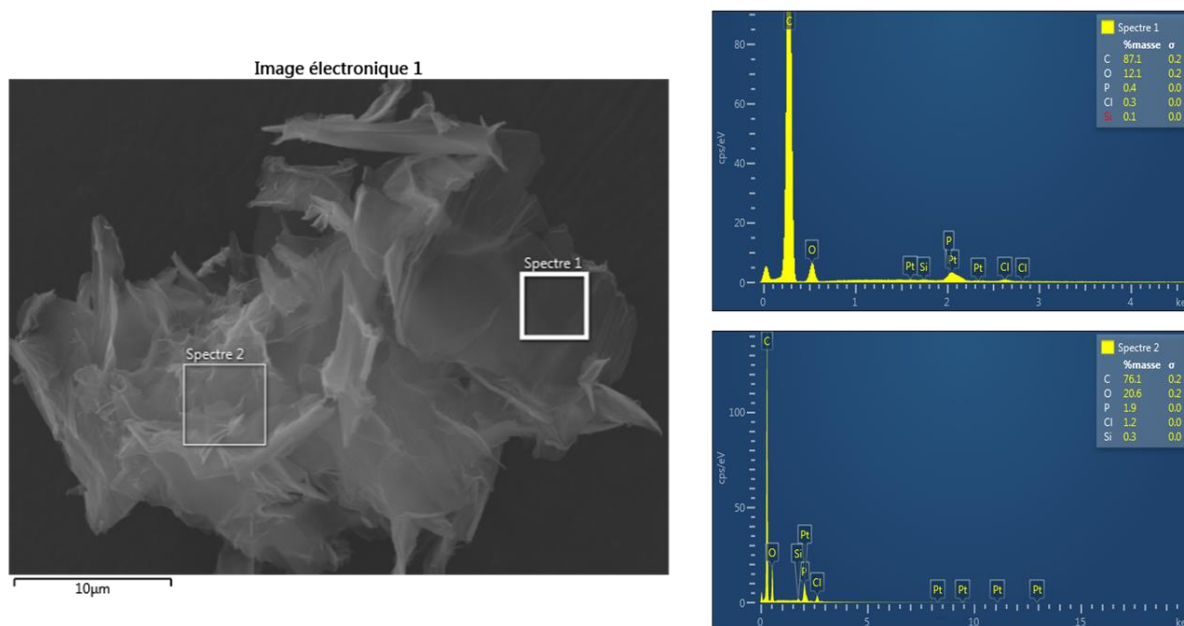 Image électronique 1
Spectre 1
Spectre 2
10µm
cps/eV
80
60
40
20
0
C
O
Pt
Si
P
Pt
Pt
Cl
Cl
0
1
2
3
4
ke
Spectre 1
%masse σ
C 87.1 0.2
O 12.1 0.2
P 0.4 0.0
Cl 0.3 0.0
Si 0.1 0.0
cps/eV
100
50
0
C
O
Si
Pt
P
Cl
Pt
Pt
Pt
Pt
0
5
10
15
ke
Spectre 2
%masse σ
C 76.1 0.2
O 20.6 0.2
P 1.9 0.0
Cl 1.2 0.0
Si 0.3 0.0